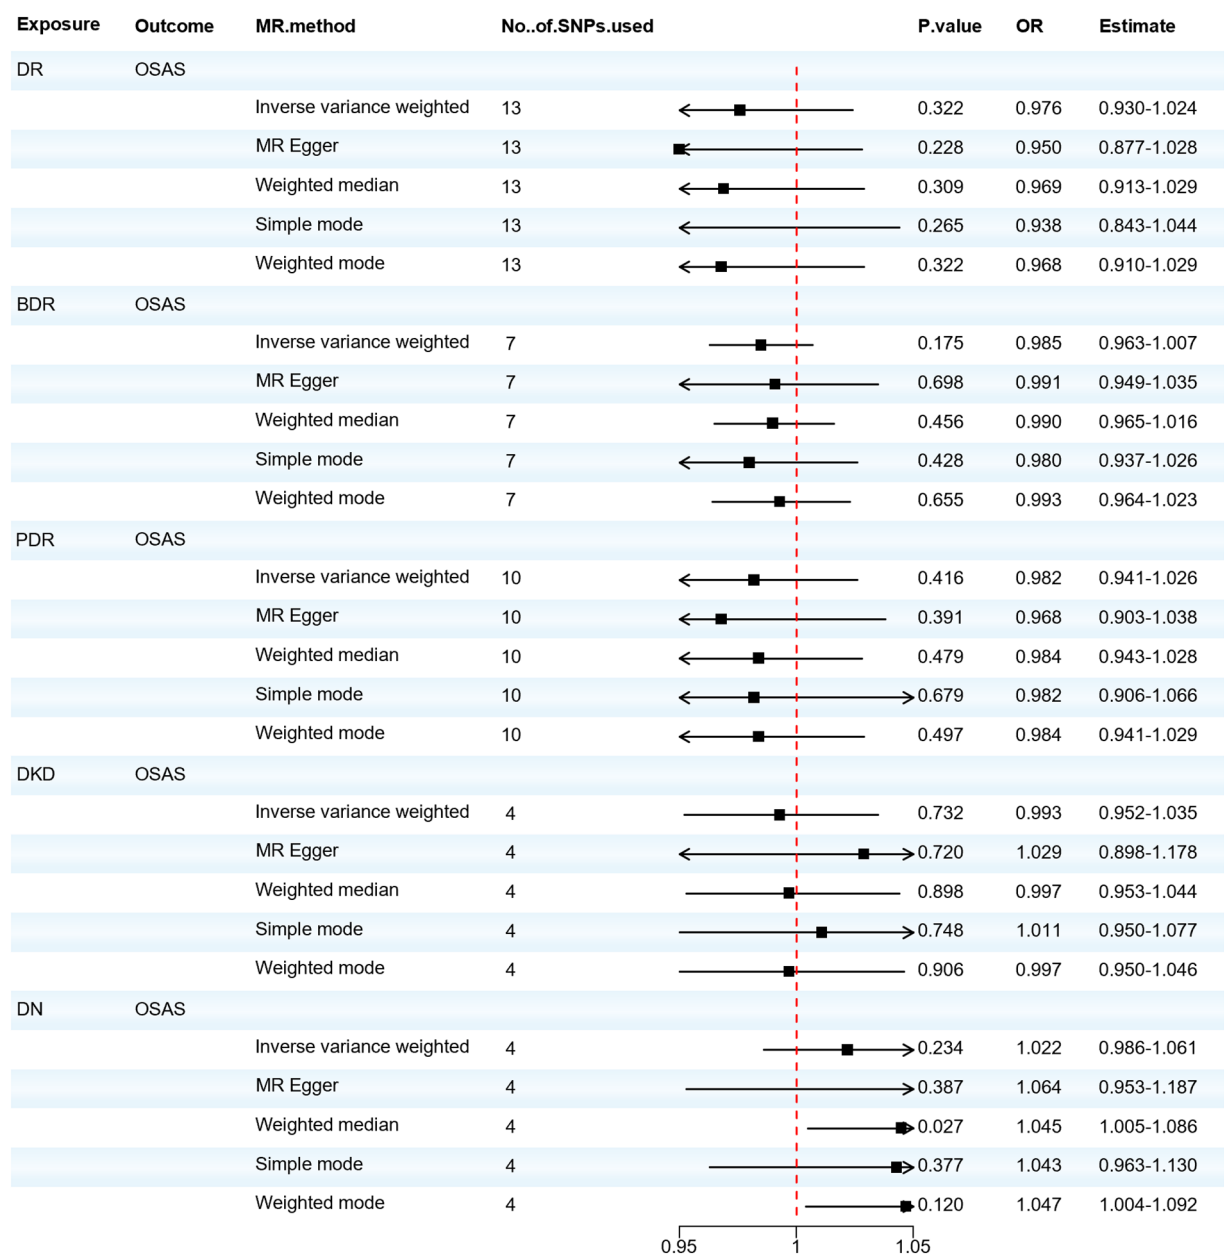 Exposure Outcome MR.method No..of.SNPs.used P.value OR Estimate
DR OSAS
Inverse variance weighted 13 0.322 0.976 0.930-1.024
MR Egger 13 0.228 0.950 0.877-1.028
Weighted median 13 0.309 0.969 0.913-1.029
Simple mode 13 0.265 0.938 0.843-1.044
Weighted mode 13 0.322 0.968 0.910-1.029
BDR OSAS
Inverse variance weighted 7 0.175 0.985 0.963-1.007
MR Egger 7 0.698 0.991 0.949-1.035
Weighted median 7 0.456 0.990 0.965-1.016
Simple mode 7 0.428 0.980 0.937-1.026
Weighted mode 7 0.655 0.993 0.964-1.023
PDR OSAS
Inverse variance weighted 10 0.416 0.982 0.941-1.026
MR Egger 10 0.391 0.968 0.903-1.038
Weighted median 10 0.479 0.984 0.943-1.028
Simple mode 10 0.679 0.982 0.906-1.066
Weighted mode 10 0.497 0.984 0.941-1.029
DKD OSAS
Inverse variance weighted 4 0.732 0.993 0.952-1.035
MR Egger 4 0.720 1.029 0.898-1.178
Weighted median 4 0.898 0.997 0.953-1.044
Simple mode 4 0.748 1.011 0.950-1.077
Weighted mode 4 0.906 0.997 0.950-1.046
DN OSAS
Inverse variance weighted 4 0.234 1.022 0.986-1.061
MR Egger 4 0.387 1.064 0.953-1.187
Weighted median 4 0.027 1.045 1.005-1.086
Simple mode 4 0.377 1.043 0.963-1.130
Weighted mode 4 0.120 1.047 1.004-1.092
0.95 1 1.05